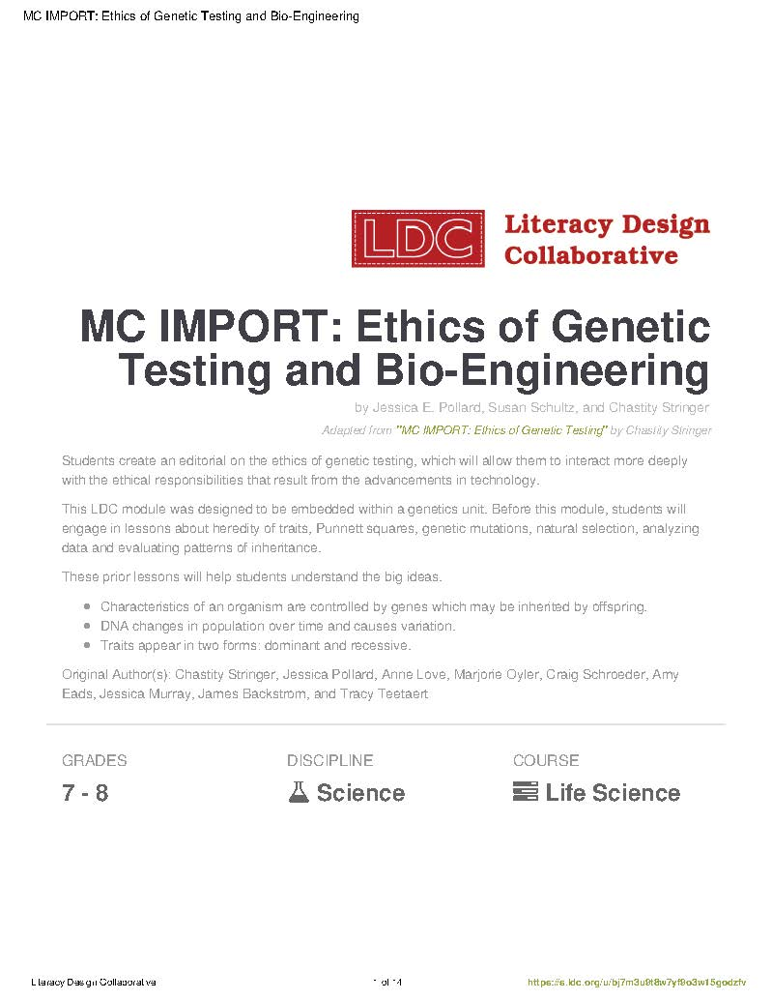 MC IMPORT: Ethics of Genetic Testing and Bio-Engineering
LDC
Literacy Design
Collaborative
MC IMPORT: Ethics of Genetic
Testing and Bio-Engineering
by Jessica E. Pollard, Susan Schultz, and Chastity Stringer
Adapted from "MC IMPORT: Ethics of Genetic Testing" by Chastity Stringer
Students create an editorial on the ethics of genetic testing, which will allow them to interact more deeply
with the ethical responsibilities that result from the advancements in technology.
This LDC module was designed to be embedded within a genetics unit. Before this module, students will
engage in lessons about heredity of traits, Punnett squares, genetic mutations, natural selection, analyzing
data and evaluating patterns of inheritance.
These prior lessons will help students understand the big ideas.
• Characteristics of an organism are controlled by genes which may be inherited by offspring.
• DNA changes in population over time and causes variation.
• Traits appear in two forms: dominant and recessive.
Original Author(s): Chastity Stringer, Jessica Pollard, Anne Love, Marjorie Oyler, Craig Schroeder, Amy
Eads, Jessica Murray, James Backstrom, and Tracy Teetaert
GRADES
7 - 8
DISCIPLINE
Science
COURSE
Life Science
Literacy Design Collaborative
1 of 14
https://s.ldc.org/u/bj7m3u9t8w7yf9o3w15godzfv